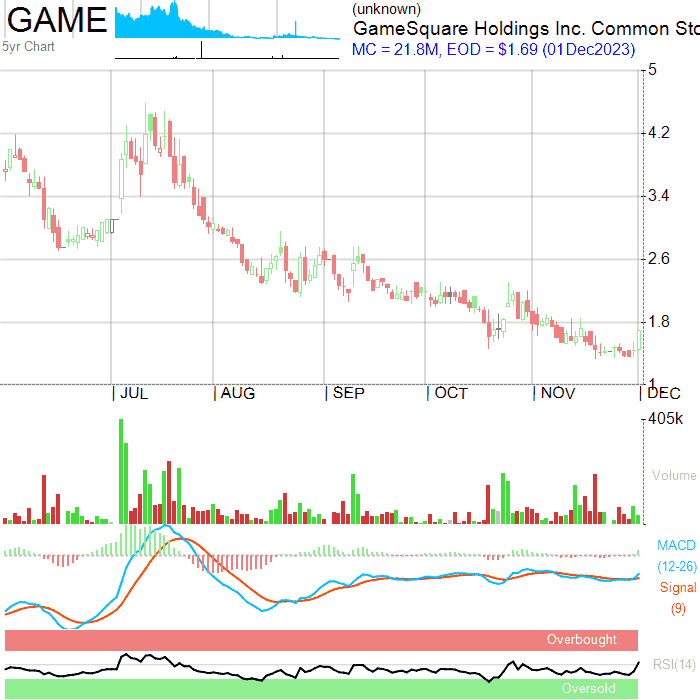 GAME
5yr Chart
(unknown)
GameSquare Holdings Inc. Common Sto
MC = 21.8M, EOD = $1.69 (01Dec2023)
5
4.2
3.4
2.6
1.8
1
JUL AUG SEP OCT NOV DEC
405k
Volume
MACD
(12-26)
Signal
(9)
Overbought
RSI(14)
Oversold